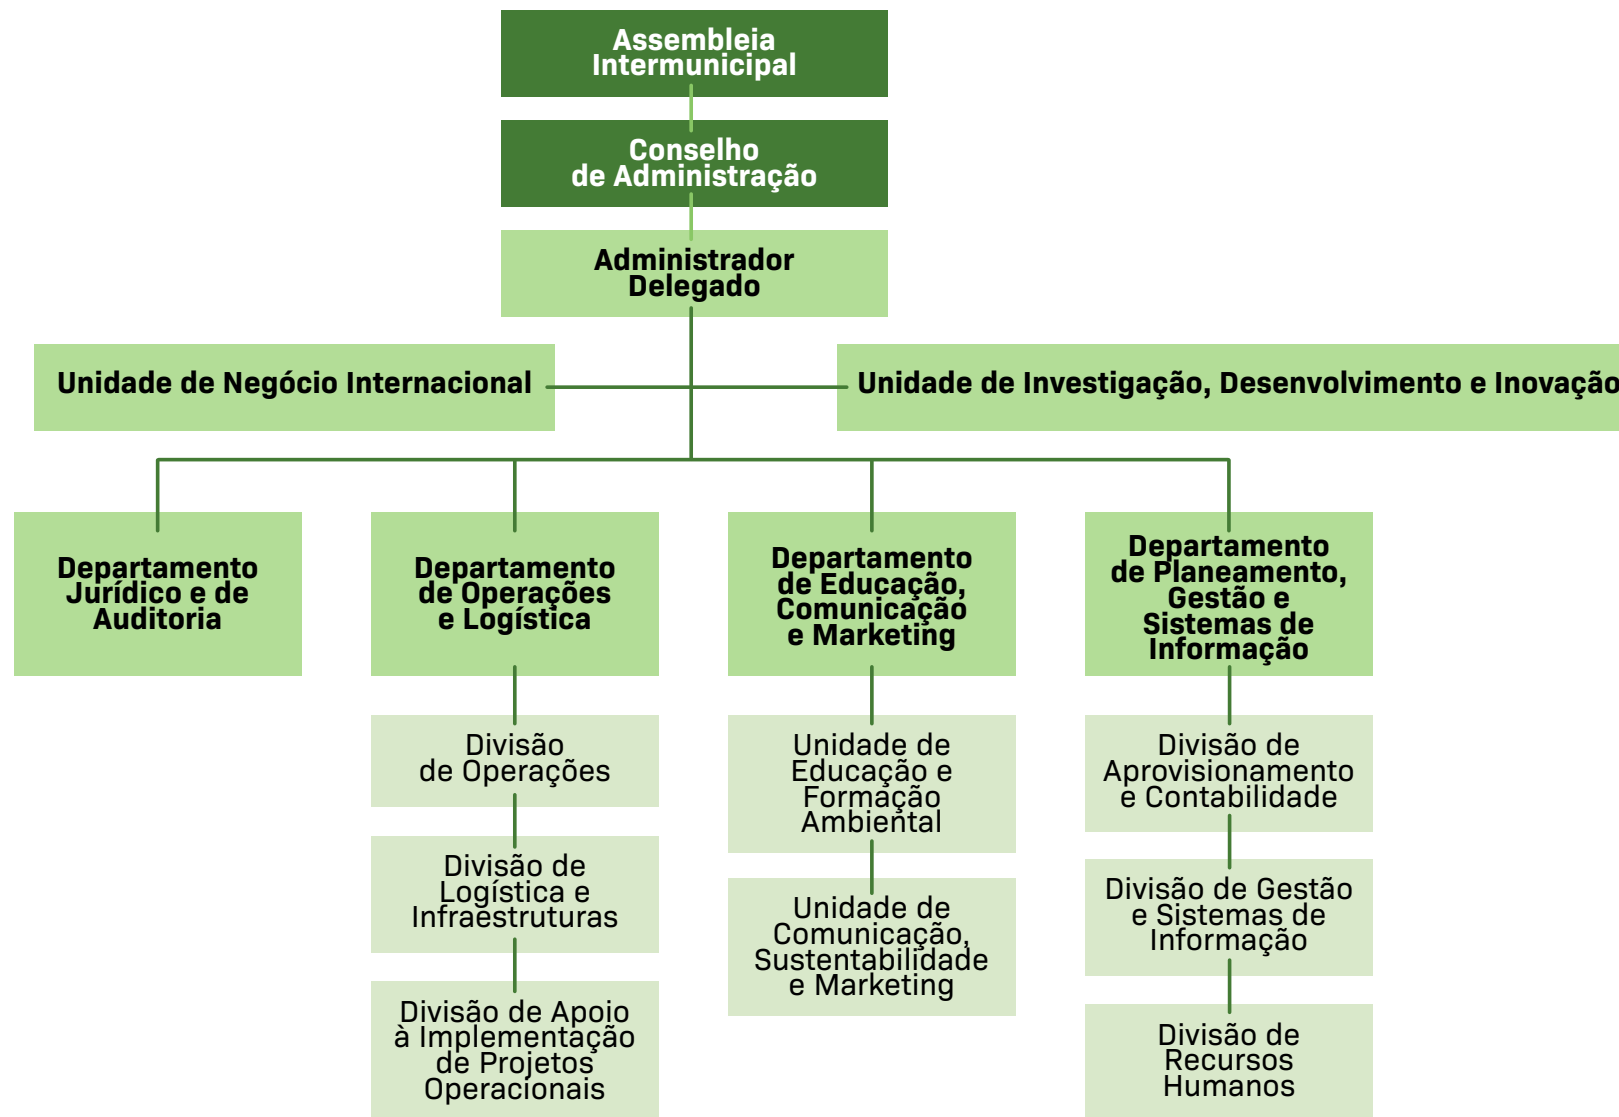 Assembleia
Intermunicipal
Conselho
de Administração
Administrador
Delegado
Unidade de Negócio Internacional
Unidade de Investigação, Desenvolvimento e Inovação
Departamento
Jurídico e de
Auditoria
Departamento
de Operações
e Logística
Departamento
de Educação,
Comunicação
e Marketing
Departamento
de Planeamento,
Gestão e
Sistemas de
Informação
Divisão
de Operações
Divisão de
Logística e
Infraestruturas
Divisão de Apoio
à Implementação
de Projetos
Operacionais
Unidade de
Educação e
Formação
Ambiental
Unidade de
Comunicação,
Sustentabilidade
e Marketing
Divisão de
Aprovisionamento
e Contabilidade
Divisão de Gestão
e Sistemas de
Informação
Divisão de
Recursos
Humanos